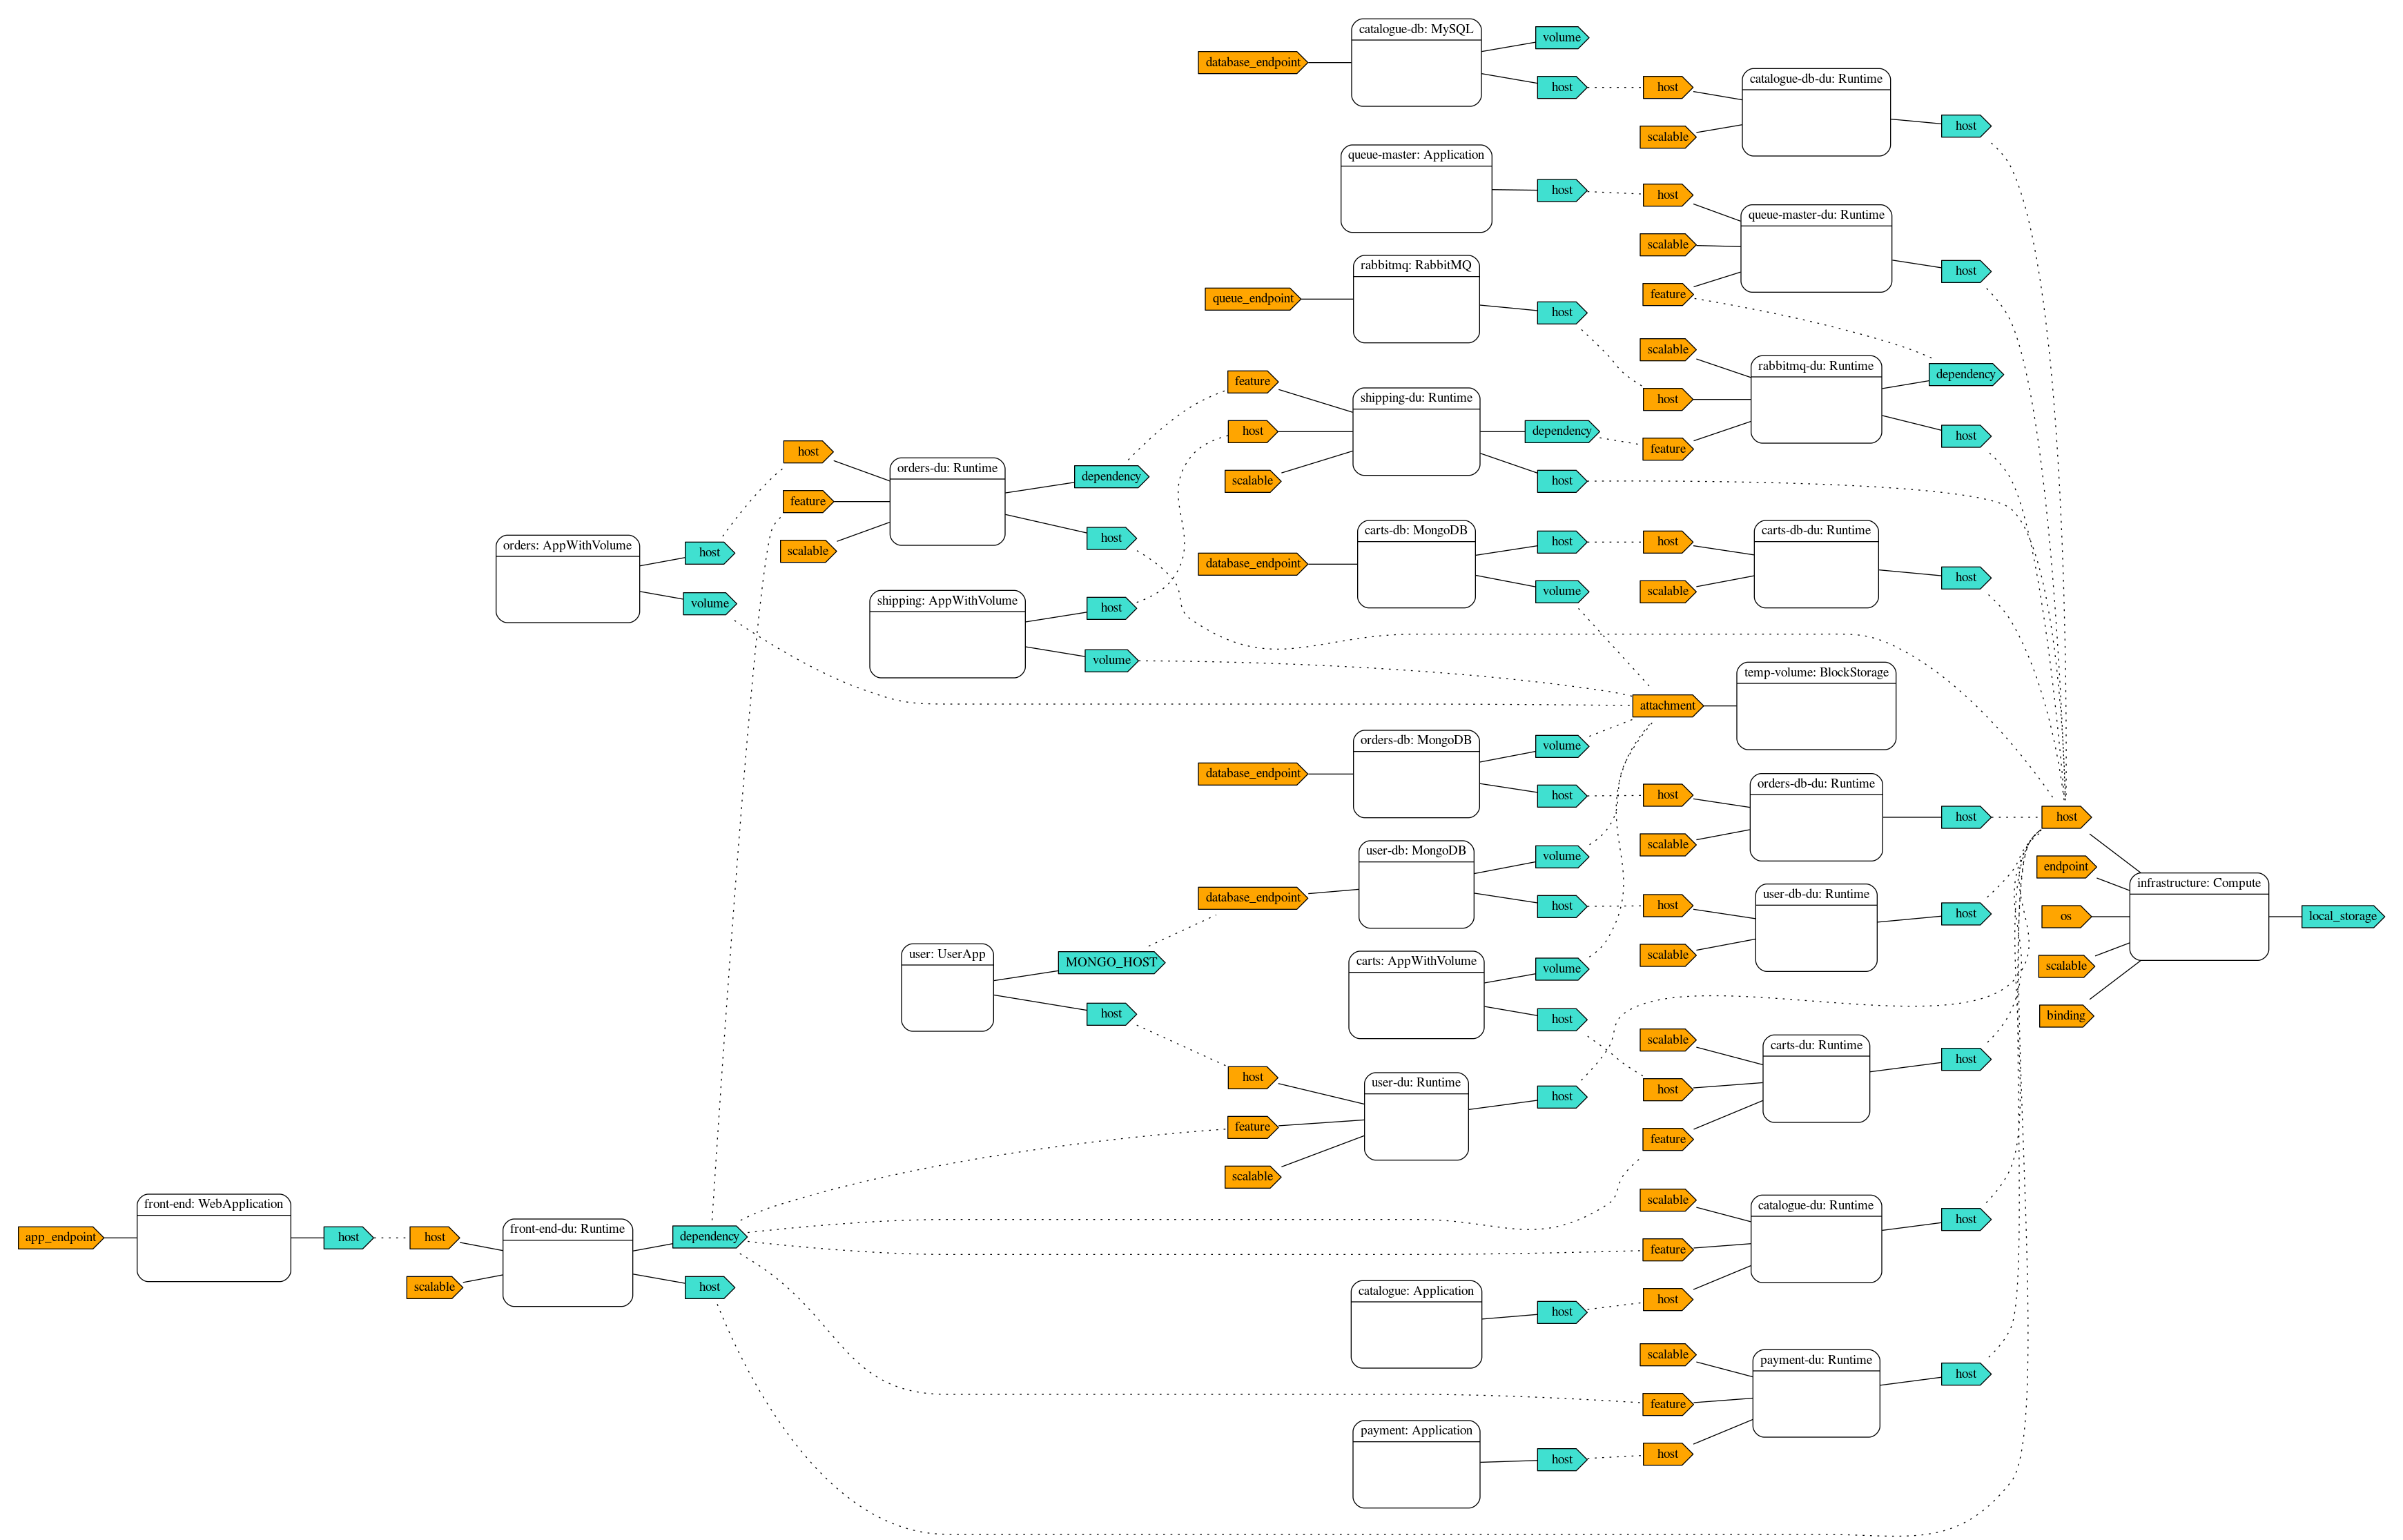 catalogue-db: MySQL
volume
database_endpoint
host
host
catalogue-db-du: Runtime
scalable
host
queue-master: Application
host
host
queue-master-du: Runtime
scalable
host
feature
rabbitmq: RabbitMQ
queue_endpoint
host
scalable
rabbitmq-du: Runtime
dependency
host
feature
host
feature
shipping-du: Runtime
host
dependency
scalable
host
host
orders-du: Runtime
feature
dependency
scalable
host
orders: AppWithVolume
host
volume
carts-db: MongoDB
host
host
carts-db-du: Runtime
database_endpoint
volume
scalable
host
shipping: AppWithVolume
host
volume
temp-volume: BlockStorage
attachment
orders-db: MongoDB
volume
database_endpoint
host
host
orders-db-du: Runtime
host
scalable
host
user-db: MongoDB
volume
endpoint
database_endpoint
host
host
user-db-du: Runtime
host
scalable
infrastructure: Compute
os
local_storage
scalable
binding
user: UserApp
MONGO_HOST
host
carts: AppWithVolume
volume
host
scalable
carts-du: Runtime
host
host
feature
host
user-du: Runtime
host
feature
scalable
front-end: WebApplication
app_endpoint
host
host
front-end-du: Runtime
dependency
scalable
host
scalable
catalogue-du: Runtime
host
feature
host
catalogue: Application
host
scalable
payment-du: Runtime
host
feature
host
payment: Application
host